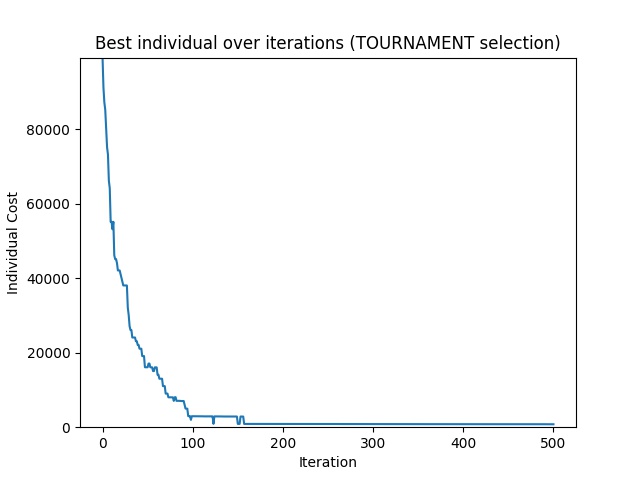 Best individual over iterations (TOURNAMENT selection)
80000
60000
40000
20000
0
Individual Cost
0 100 200 300 400 500
Iteration